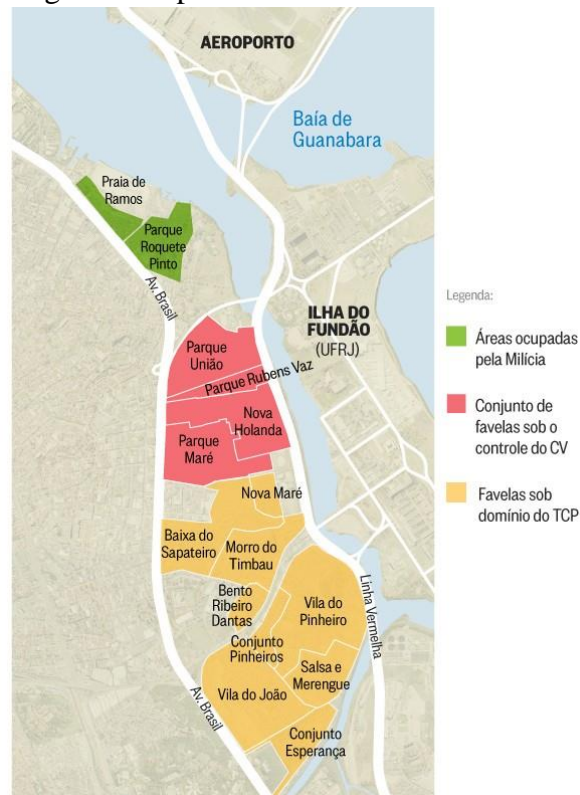 AEROPORTO
Baía de
Guanabara
Praia de
Ramos
Parque
Roquete
Pinto
Av. Brasil
ILHA DO
FUNDÃO
(UFRJ)
Parque
União
Parque Rubens Vaz
Nova
Holanda
Parque
Maré
Nova Maré
Baixa do
Sapateiro
Morro do
Timbau
Bento
Ribeiro
Dantas
Vila do
Pinheiro
Linha Vermelha
Conjunto
Pinheiros
Salsa e
Merengue
Vila do João
Av. Brasil
Conjunto
Esperança
Legenda:
Áreas ocupadas
pela Milícia
Conjunto de
favelas sob o
controle do CV
Favelas sob
domínio do TCP